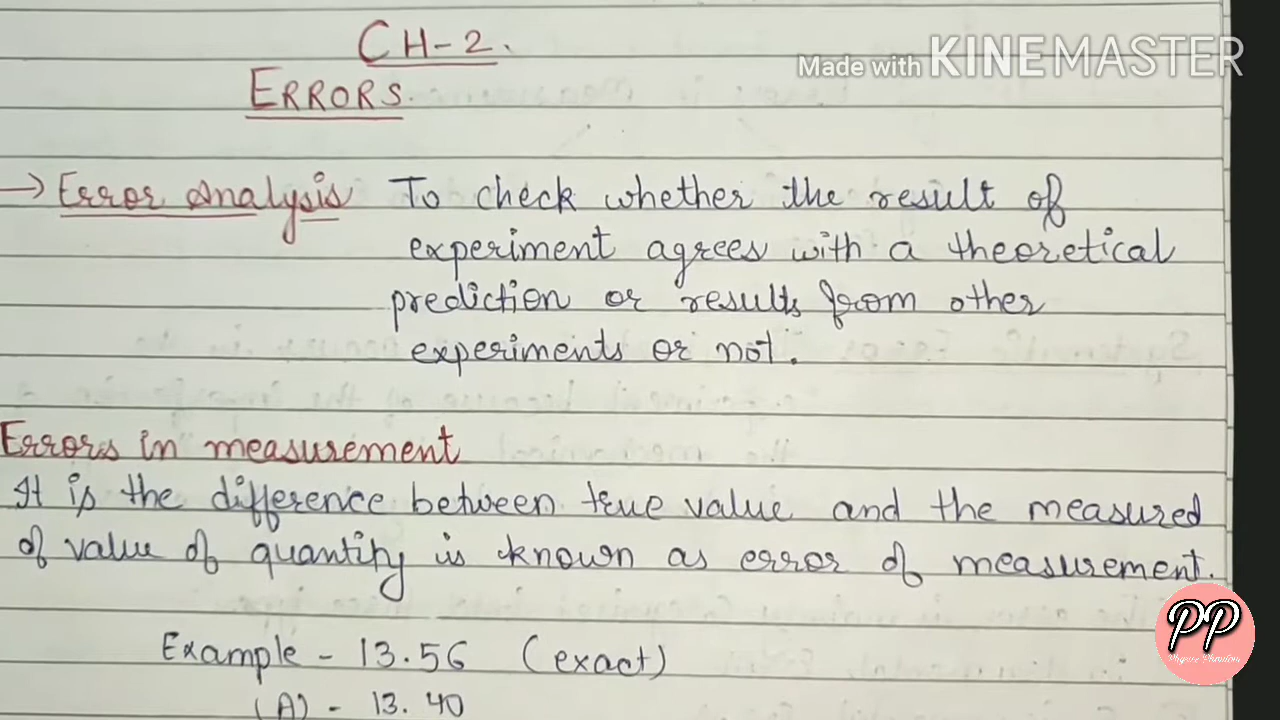 CH-2.
Made with KINEMASTER
ERRORS.
→ Error Analysis To check whether the result of
experiment agrees with a theoretical
prediction or results from other
experiments or not.
Errors in measurement
It is the difference between true value and the measured
of value of quantity is known as error of measurement.
PP
Example - 13.56 (exact)
(A) - 13.40